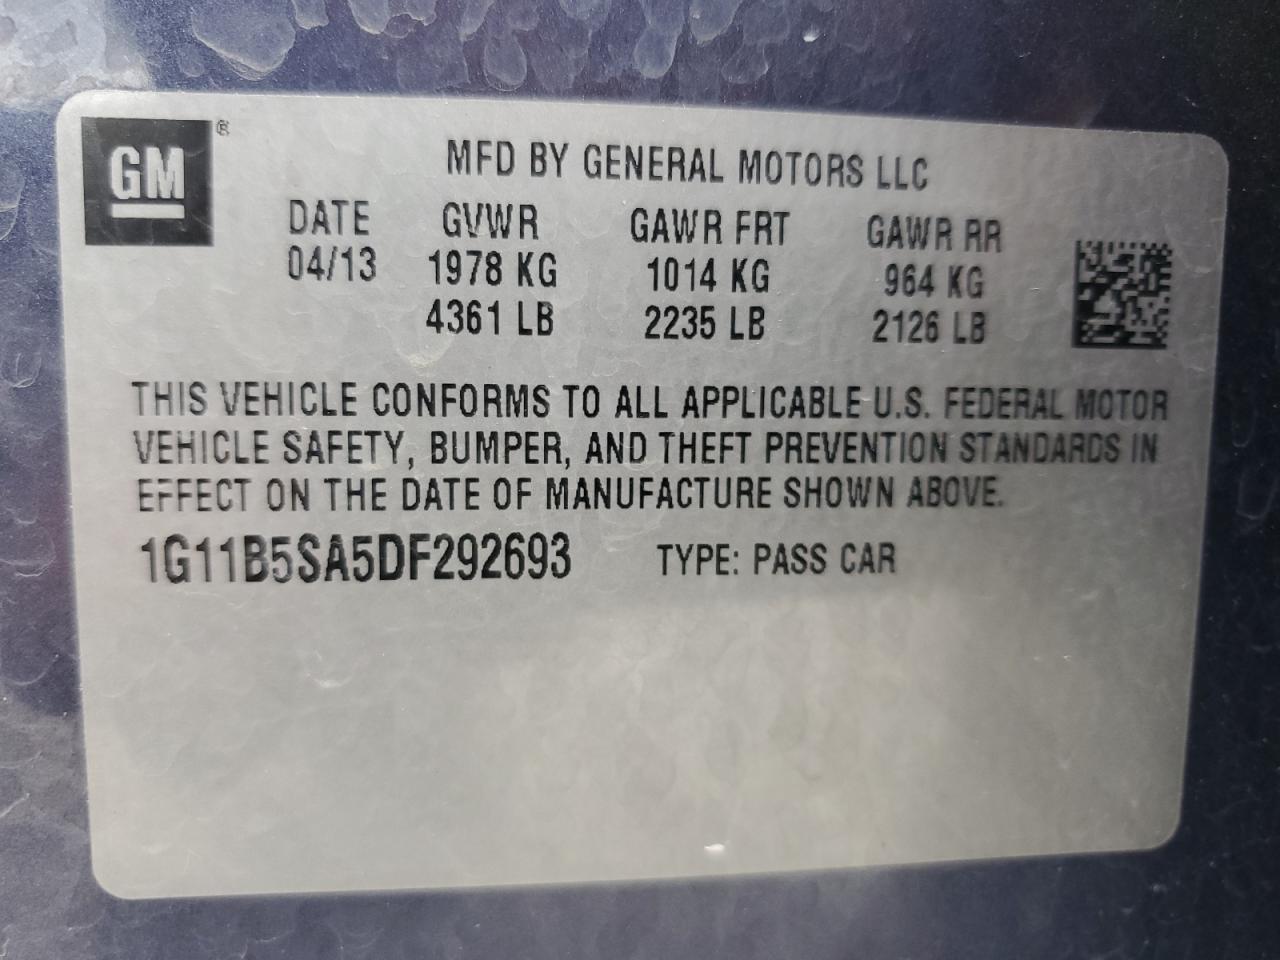 GM ®
MFD BY GENERAL MOTORS LLC
DATE GVWR GAWR FRT GAWR RR
04/13 1978 KG 1014 KG 964 KG
4361 LB 2235 LB 2126 LB
THIS VEHICLE CONFORMS TO ALL APPLICABLE U.S. FEDERAL MOTOR
VEHICLE SAFETY, BUMPER, AND THEFT PREVENTION STANDARDS IN
EFFECT ON THE DATE OF MANUFACTURE SHOWN ABOVE.
1G11B5SA5DF292693 TYPE: PASS CAR